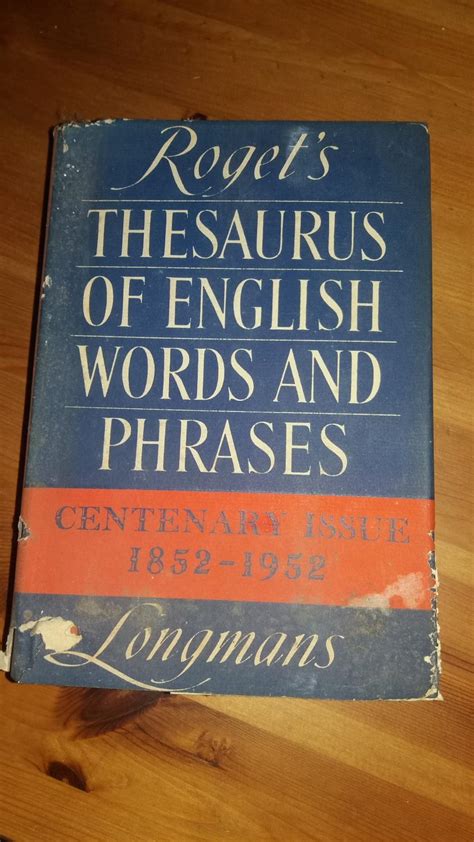 Roget's
THESAURUS
OF ENGLISH
WORDS AND
PHRASES
CENTENARY ISSUE
1852-1952
Longmans